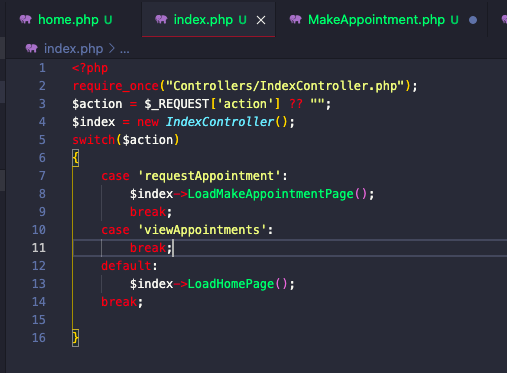 home.php U
index.php U ×
MakeAppointment.php U ●
index.php > ...
1 <?php
2 require_once("Controllers/IndexController.php");
3 $action = $_REQUEST['action'] ?? "";
4 $index = new IndexController();
5 switch($action)
6 {
7 case 'requestAppointment':
8 $index->LoadMakeAppointmentPage();
9 break;
10 case 'viewAppointments':
11 break;
12 default:
13 $index->LoadHomePage();
14 break;
15
16 }